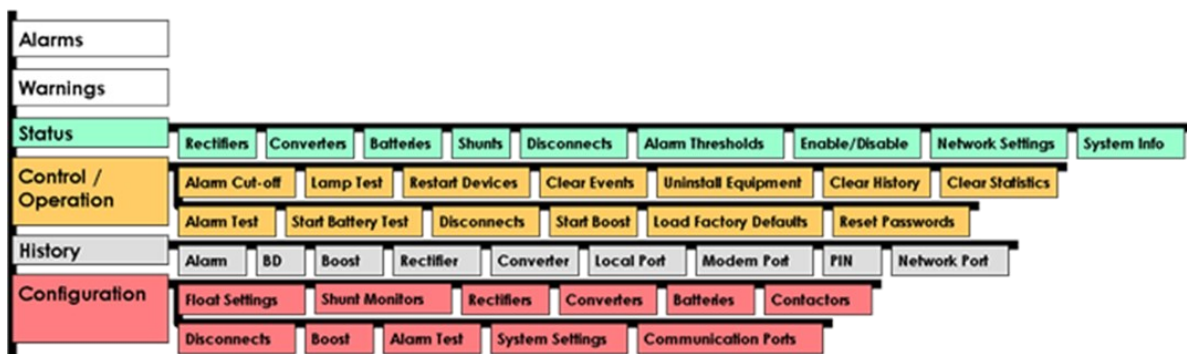 Alarms
Warnings
Status
Rectifiers Converters Batteries Shunts Disconnects Alarm Thresholds Enable/Disable Network Settings System Info
Control /
Operation
Alarm Cut-off Lamp Test Restart Devices Clear Events Uninstall Equipment Clear History Clear Statistics
Alarm Test Start Battery Test Disconnects Start Boost Load Factory Defaults Reset Passwords
History
Alarm BD Boost Rectifier Converter Local Port Modem Port PIN Network Port
Configuration
Float Settings Shunt Monitors Rectifiers Converters Batteries Contactors
Disconnects Boost Alarm Test System Settings Communication Ports